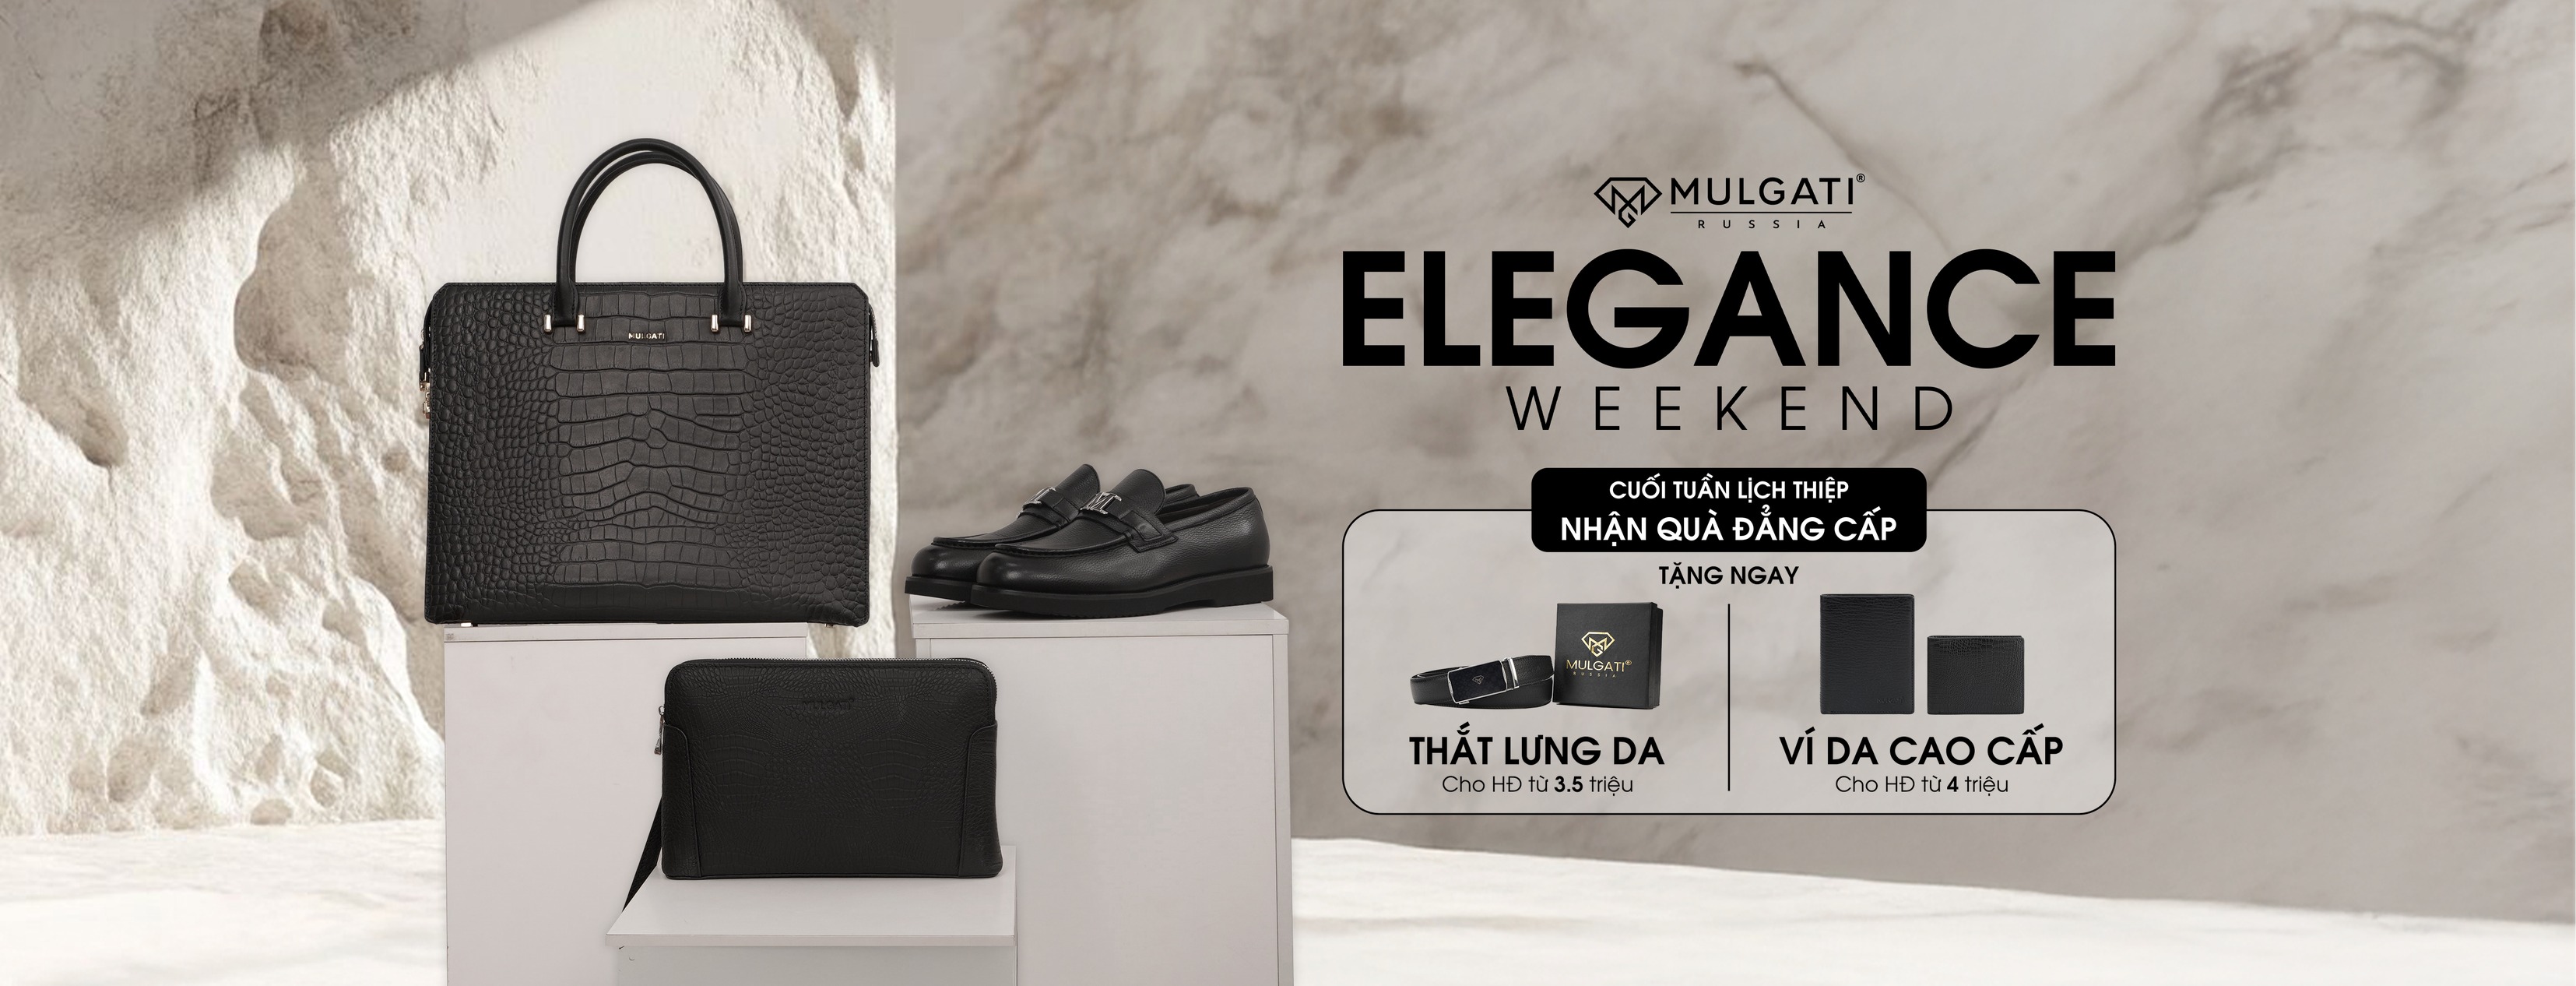 MULGATI®
RUSSIA
ELEGANCE
WEEKEND
CUỐI TUẦN LỊCH THIỆP
NHẬN QUÀ ĐẲNG CẤP
TẶNG NGAY
MULGATI®
RUSSIA
THẮT LƯNG DA
Cho HĐ từ 3.5 triệu
VÍ DA CAO CẤP
Cho HĐ từ 4 triệu
MULGATI
MULGATI